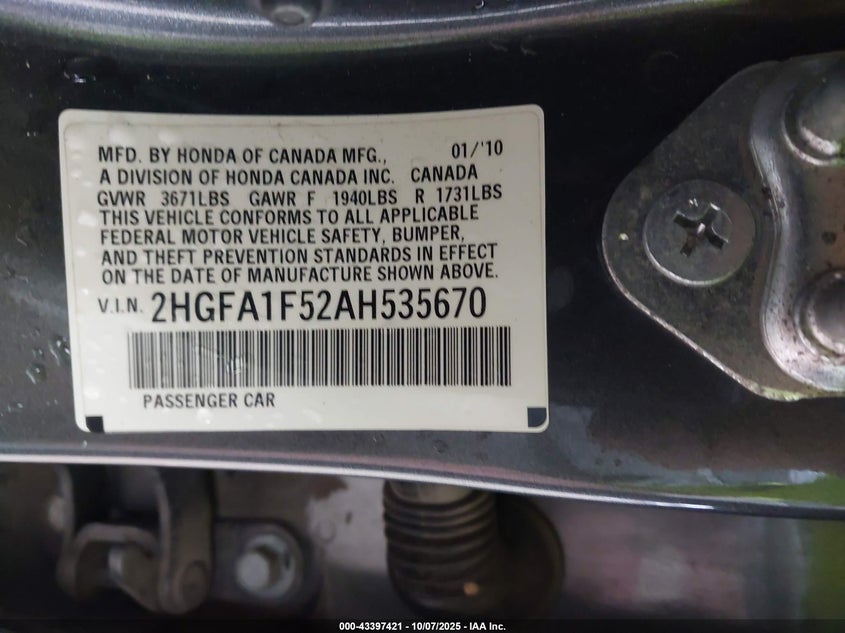 MFD. BY HONDA OF CANADA MFG., 01/'10
A DIVISION OF HONDA CANADA INC. CANADA
GVWR 3671LBS GAWR F 1940LBS R 1731LBS
THIS VEHICLE CONFORMS TO ALL APPLICABLE
FEDERAL MOTOR VEHICLE SAFETY, BUMPER,
AND THEFT PREVENTION STANDARDS IN EFFECT
ON THE DATE OF MANUFACTURE SHOWN ABOVE.
V.I.N. 2HGFA1F52AH535670
PASSENGER CAR
000-43397421 - 10/07/2025 - IAA Inc.